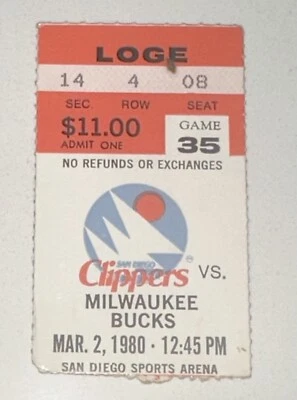 LOGE
14 4 08
SEC. ROW SEAT
$11.00 GAME
ADMIT ONE 35
NO REFUNDS OR EXCHANGES
SAN DIEGO
Clippers VS.
MILWAUKEE
BUCKS
MAR. 2, 1980 · 12:45 PM
SAN DIEGO SPORTS ARENA